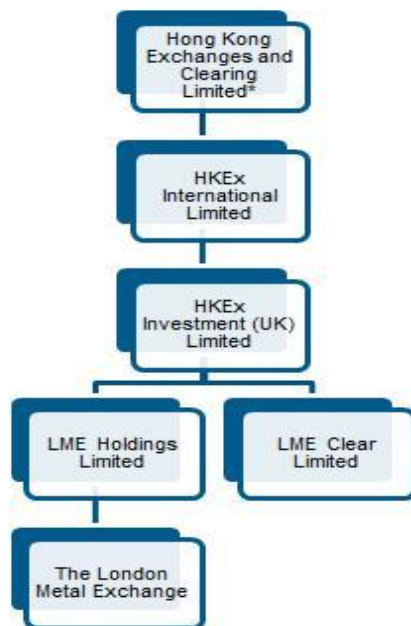 Hong Kong
Exchanges and
Clearing
Limited*
HKEx
International
Limited
HKEx
Investment (UK)
Limited
LME Holdings
Limited
LME Clear
Limited
The London
Metal Exchange